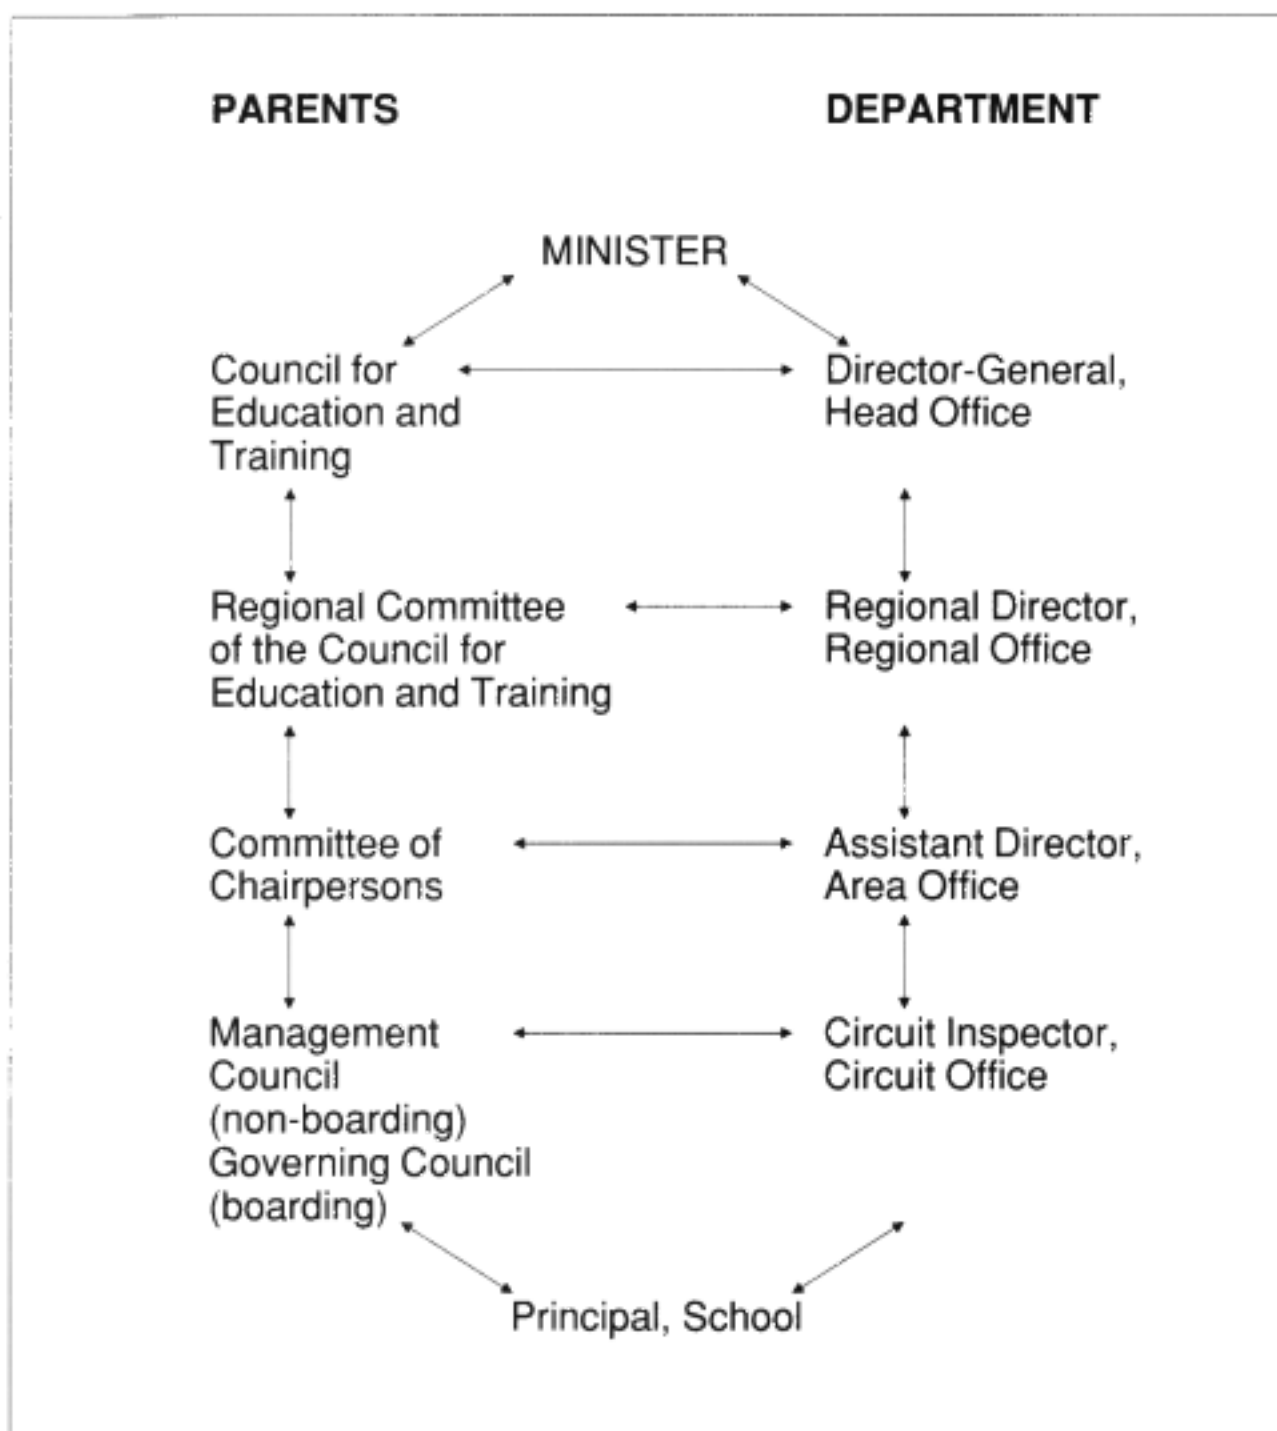 PARENTS
DEPARTMENT
MINISTER
Council for
Education and
Training
Director-General,
Head Office
Regional Committee
of the Council for
Education and Training
Regional Director,
Regional Office
Committee of
Chairpersons
Assistant Director,
Area Office
Management
Council
(non-boarding)
Governing Council
(boarding)
Circuit Inspector,
Circuit Office
Principal, School